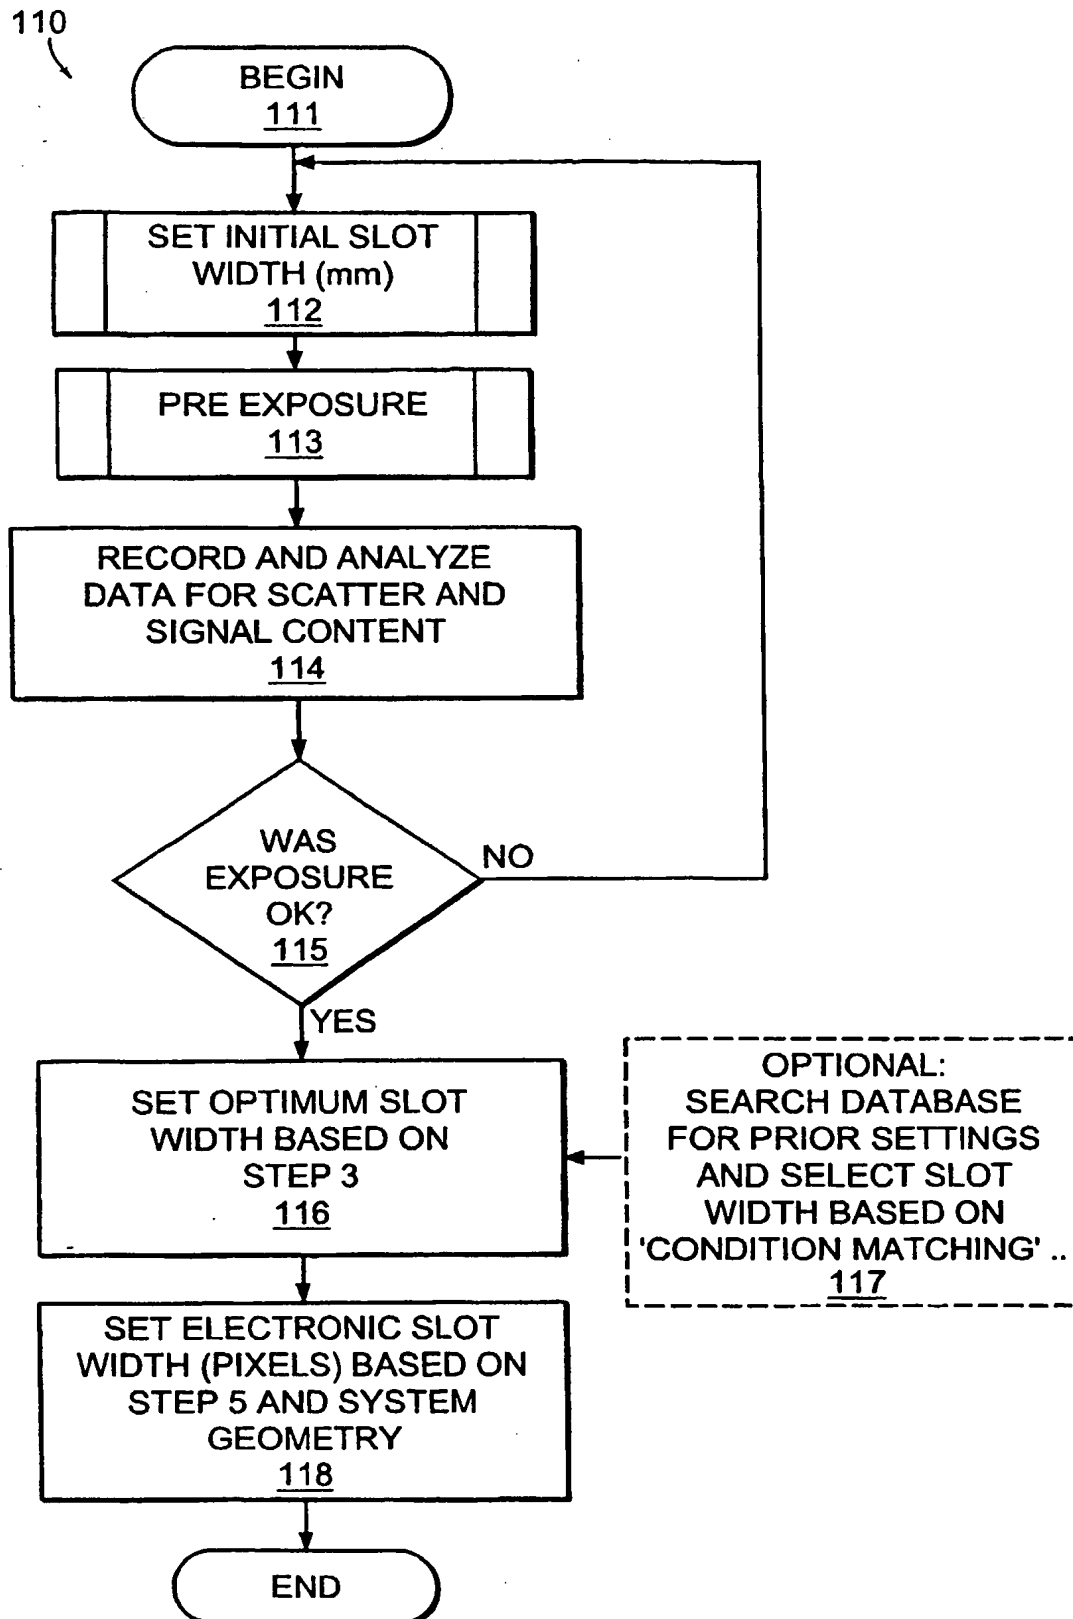 110
BEGIN
111
SET INITIAL SLOT
WIDTH (mm)
112
PRE EXPOSURE
113
RECORD AND ANALYZE
DATA FOR SCATTER AND
SIGNAL CONTENT
114
WAS
EXPOSURE
OK?
115
NO
YES
SET OPTIMUM SLOT
WIDTH BASED ON
STEP 3
116
OPTIONAL:
SEARCH DATABASE
FOR PRIOR SETTINGS
AND SELECT SLOT
WIDTH BASED ON
'CONDITION MATCHING' ..
117
SET ELECTRONIC SLOT
WIDTH (PIXELS) BASED ON
STEP 5 AND SYSTEM
GEOMETRY
118
END